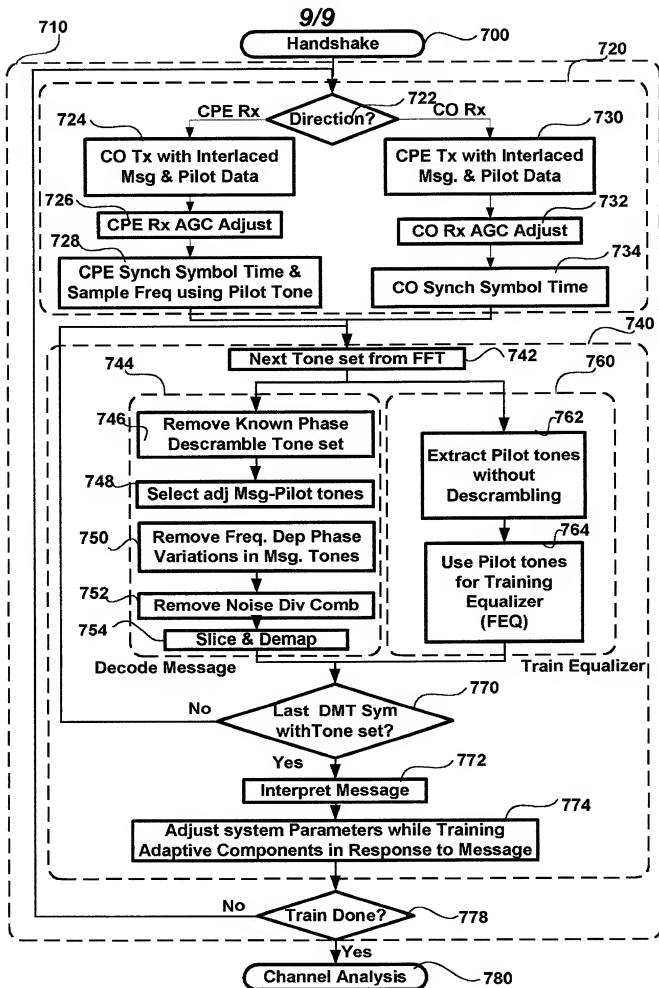 9/9
710
Handshake
700
720
CPE Rx
Direction?
722
CO Rx
724
730
CO Tx with Interlaced
Msg & Pilot Data
CPE Tx with Interlaced
Msg. & Pilot Data
726
CPE Rx AGC Adjust
CO Rx AGC Adjust
732
728
734
CPE Synch Symbol Time &
Sample Freq using Pilot Tone
CO Synch Symbol Time
740
Next Tone set from FFT
742
744
760
746
Remove Known Phase
Descramble Tone set
762
Extract Pilot tones
without
Descrambling
748
Select adj Msg-Pilot tones
750
Remove Freq. Dep Phase
Variations in Msg. Tones
764
Use Pilot tones
for Training
Equalizer
(FEQ)
752
Remove Noise Div Comb
754
Slice & Demap
Decode Message
Train Equalizer
No
Last DMT Sym
withTone set?
770
Yes
Interpret Message
772
774
Adjust system Parameters while Training
Adaptive Components in Response to Message
No
Train Done?
778
Yes
Channel Analysis
780